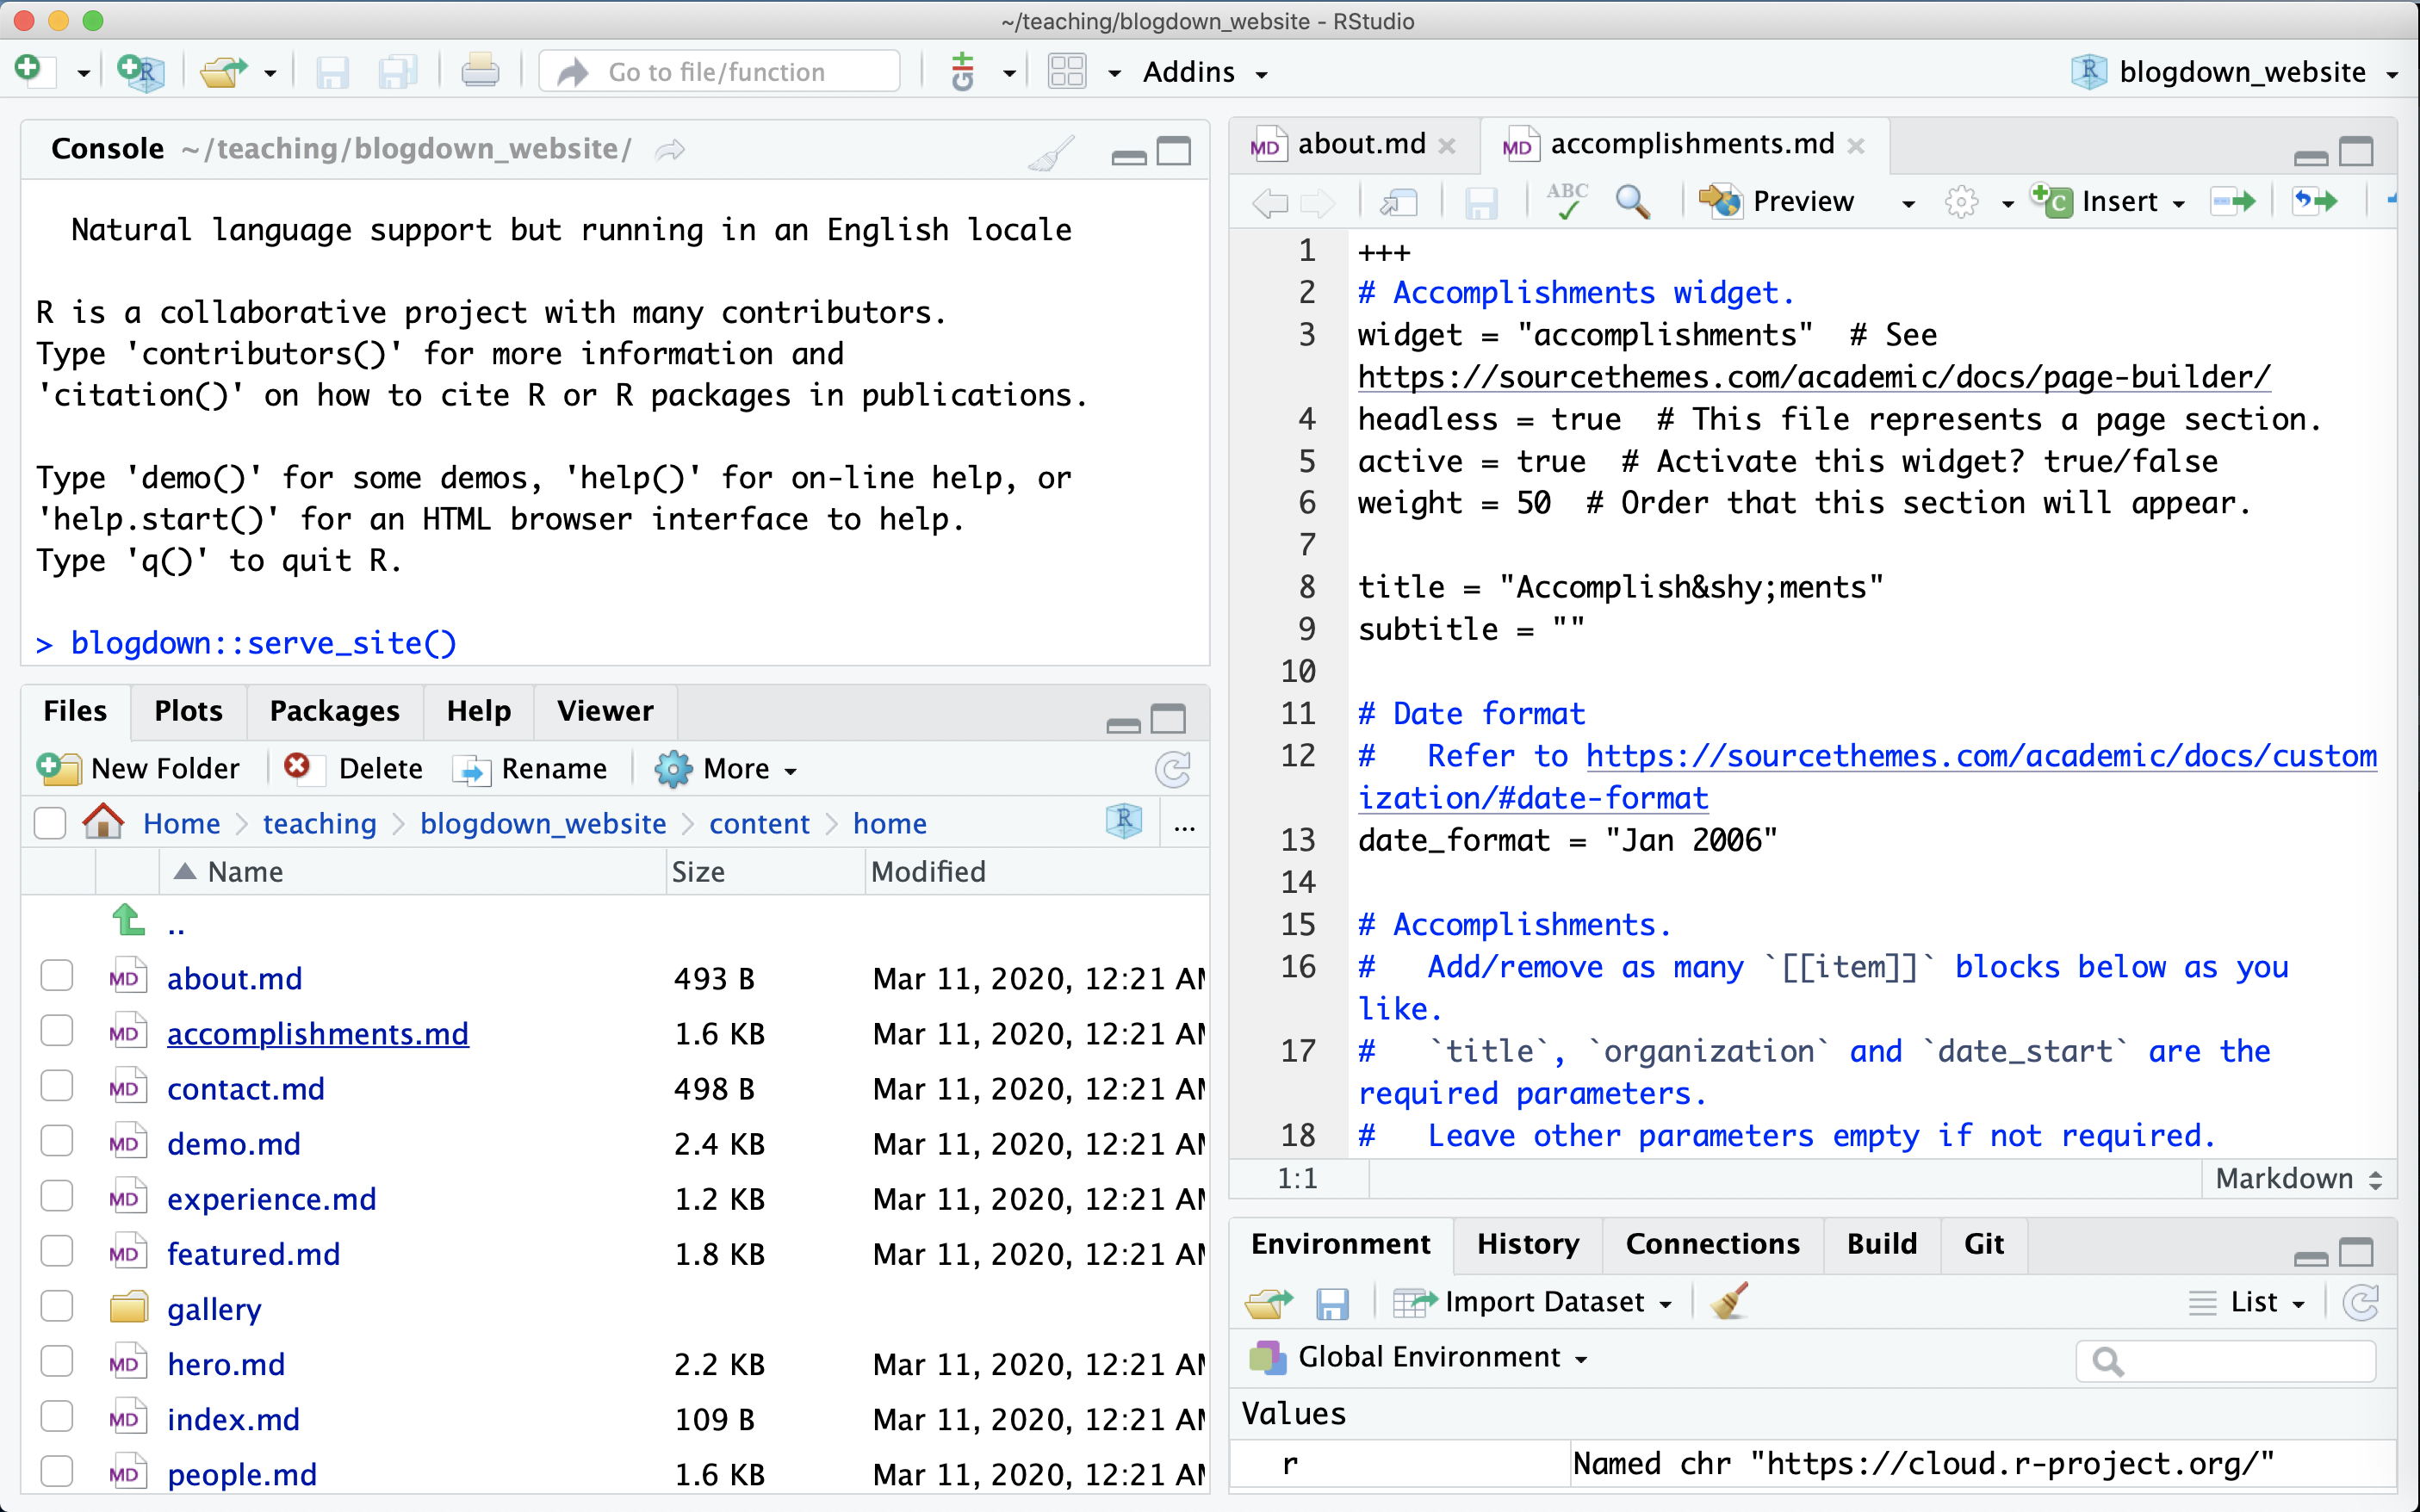 ~/teaching/blogdown_website - RStudio
Go to file/function
Addins
blogdown_website
Console ~/teaching/blogdown_website/
Natural language support but running in an English locale
R is a collaborative project with many contributors.
Type 'contributors()' for more information and
'citation()' on how to cite R or R packages in publications.
Type 'demo()' for some demos, 'help()' for on-line help, or
'help.start()' for an HTML browser interface to help.
Type 'q()' to quit R.
> blogdown::serve_site()
Files Plots Packages Help Viewer
New Folder Delete Rename More
Home teaching blogdown_website content home ...
Name Size Modified
..
MD about.md 493 B Mar 11, 2020, 12:21 AM
MD accomplishments.md 1.6 KB Mar 11, 2020, 12:21 AM
MD contact.md 498 B Mar 11, 2020, 12:21 AM
MD demo.md 2.4 KB Mar 11, 2020, 12:21 AM
MD experience.md 1.2 KB Mar 11, 2020, 12:21 AM
MD featured.md 1.8 KB Mar 11, 2020, 12:21 AM
gallery
MD hero.md 2.2 KB Mar 11, 2020, 12:21 AM
MD index.md 109 B Mar 11, 2020, 12:21 AM
MD people.md 1.6 KB Mar 11, 2020, 12:21 AM
MD about.md MD accomplishments.md
ABC Preview Insert
1 +++
2 # Accomplishments widget.
3 widget = "accomplishments"  # See
https://sourcethemes.com/academic/docs/page-builder/
4 headless = true  # This file represents a page section.
5 active = true  # Activate this widget? true/false
6 weight = 50  # Order that this section will appear.
7
8 title = "Accomplish&shy;ments"
9 subtitle = ""
10
11 # Date format
12 #   Refer to https://sourcethemes.com/academic/docs/custom
ization/#date-format
13 date_format = "Jan 2006"
14
15 # Accomplishments.
16 #   Add/remove as many `[[item]]` blocks below as you
like.
17 #   `title`, `organization` and `date_start` are the
required parameters.
18 #   Leave other parameters empty if not required.
1:1 Markdown
Environment History Connections Build Git
Import Dataset List
Global Environment
Values
r Named chr "https://cloud.r-project.org/"